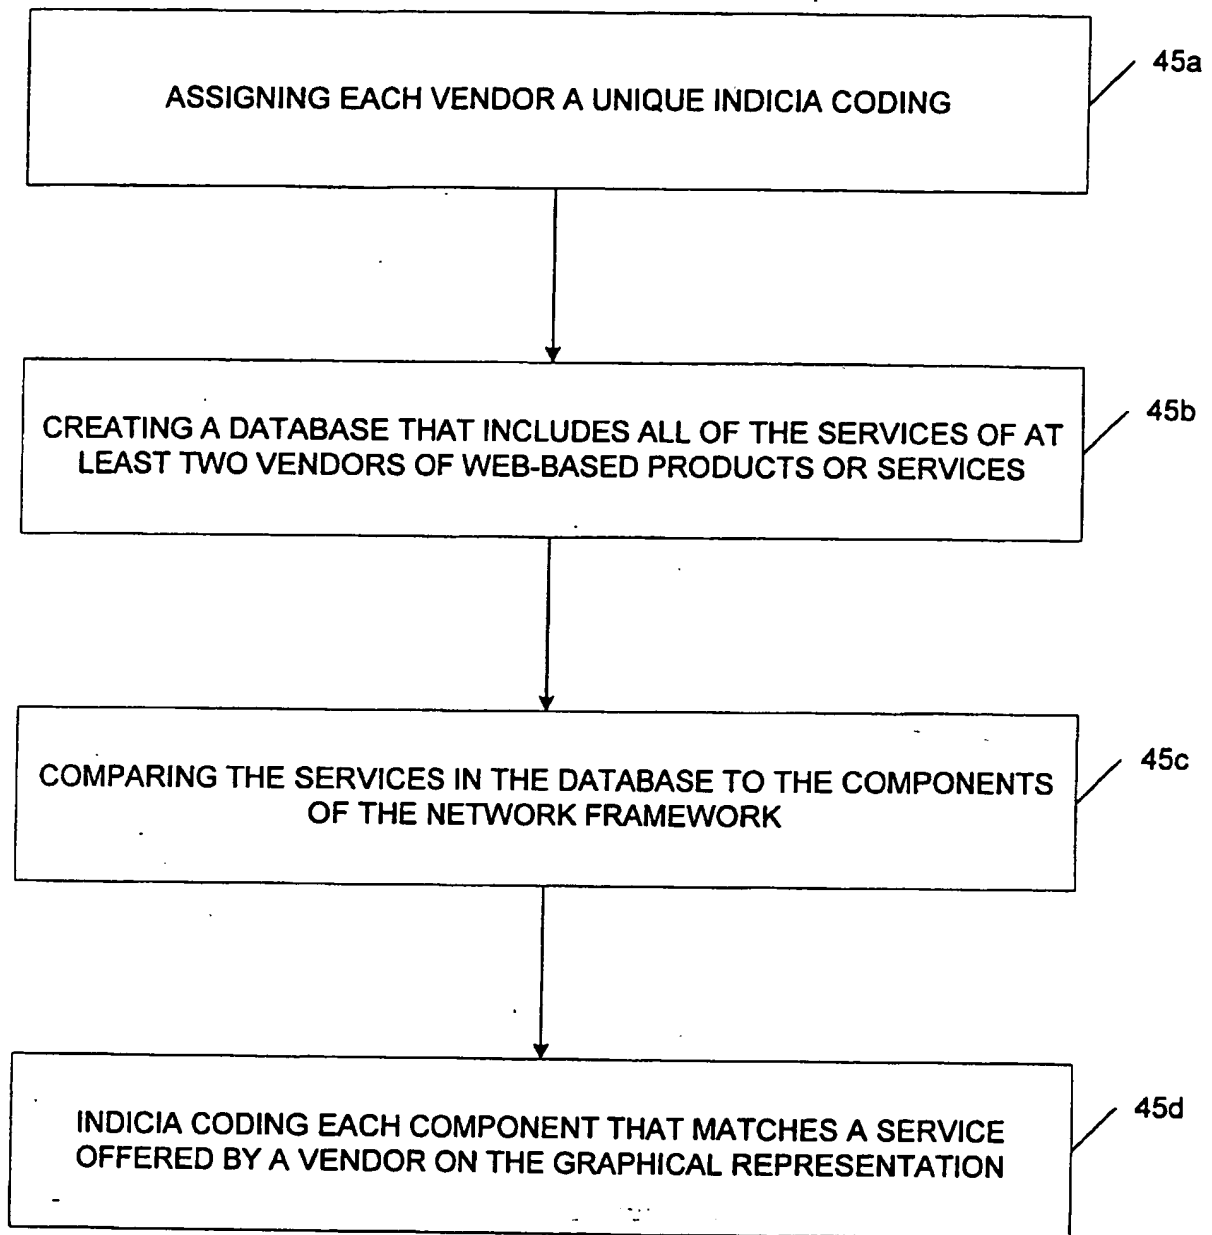 ASSIGNING EACH VENDOR A UNIQUE INDICIA CODING
45a
CREATING A DATABASE THAT INCLUDES ALL OF THE SERVICES OF AT
LEAST TWO VENDORS OF WEB-BASED PRODUCTS OR SERVICES
45b
COMPARING THE SERVICES IN THE DATABASE TO THE COMPONENTS
OF THE NETWORK FRAMEWORK
45c
INDICIA CODING EACH COMPONENT THAT MATCHES A SERVICE
OFFERED BY A VENDOR ON THE GRAPHICAL REPRESENTATION
45d